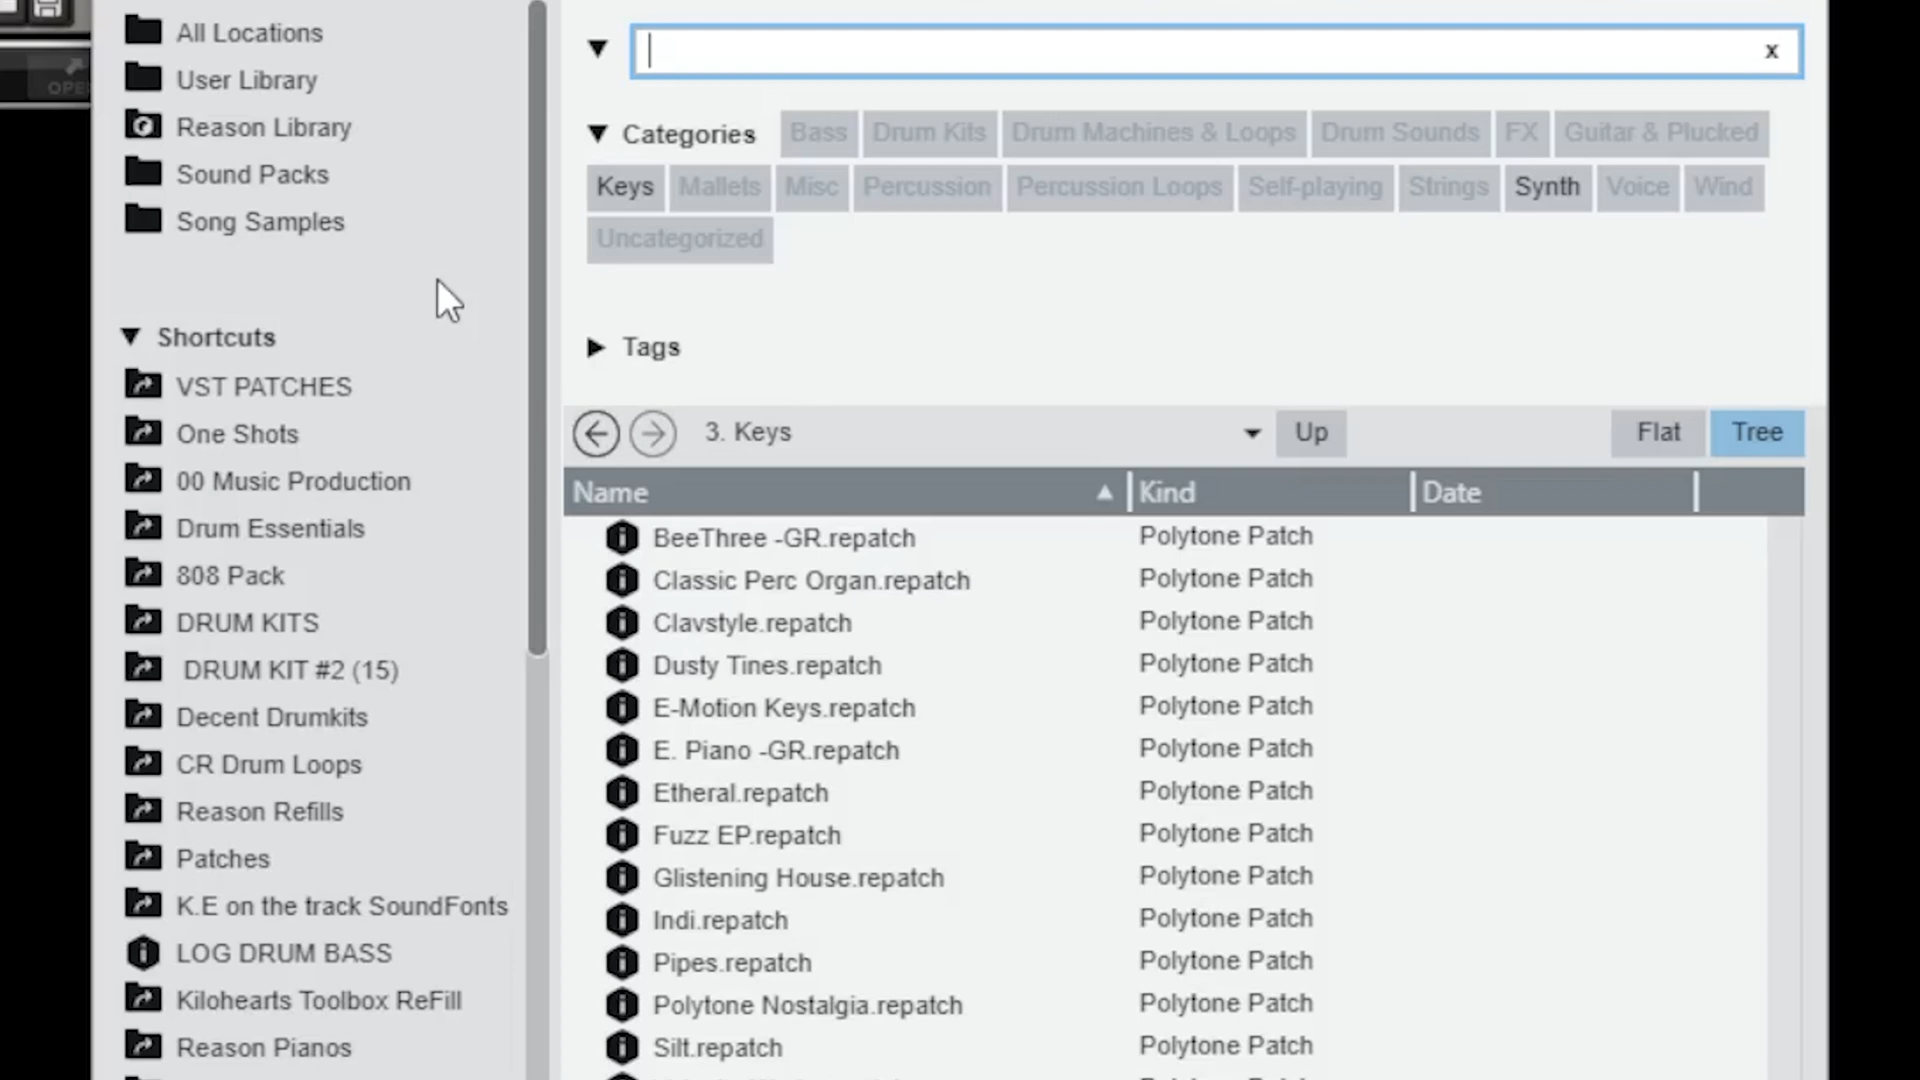 OPE
All Locations
User Library
Reason Library
Sound Packs
Song Samples
Shortcuts
VST PATCHES
One Shots
00 Music Production
Drum Essentials
808 Pack
DRUM KITS
DRUM KIT #2 (15)
Decent Drumkits
CR Drum Loops
Reason Refills
Patches
K.E on the track SoundFonts
LOG DRUM BASS
Kilohearts Toolbox ReFill
Reason Pianos
x
Categories Bass Drum Kits Drum Machines & Loops Drum Sounds FX Guitar & Plucked
Keys Mallets Misc Percussion Percussion Loops Self-playing Strings Synth Voice Wind
Uncategorized
Tags
3. Keys Up Flat Tree
Name Kind Date
BeeThree -GR.repatch Polytone Patch
Classic Perc Organ.repatch Polytone Patch
Clavstyle.repatch Polytone Patch
Dusty Tines.repatch Polytone Patch
E-Motion Keys.repatch Polytone Patch
E. Piano -GR.repatch Polytone Patch
Etheral.repatch Polytone Patch
Fuzz EP.repatch Polytone Patch
Glistening House.repatch Polytone Patch
Indi.repatch Polytone Patch
Pipes.repatch Polytone Patch
Polytone Nostalgia.repatch Polytone Patch
Silt.repatch Polytone Patch